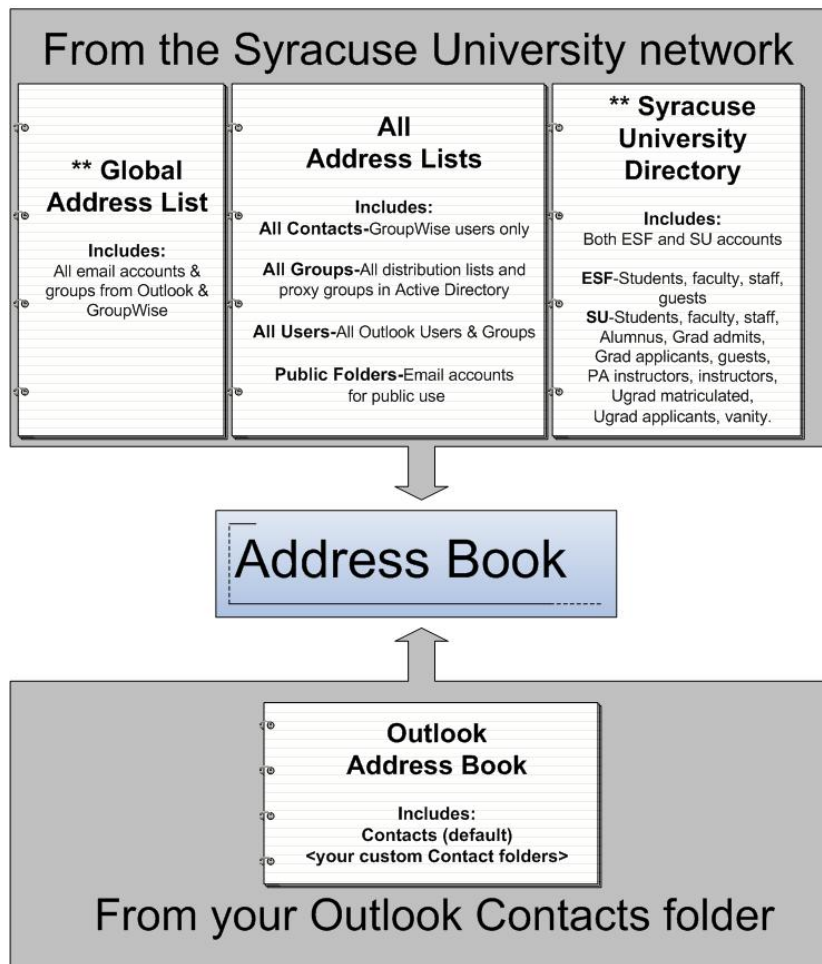 From the Syracuse University network
** Global
Address List
Includes:
All email accounts &
groups from Outlook &
GroupWise
All
Address Lists
Includes:
All Contacts-GroupWise users only
All Groups-All distribution lists and
proxy groups in Active Directory
All Users-All Outlook Users & Groups
Public Folders-Email accounts
for public use
** Syracuse
University
Directory
Includes:
Both ESF and SU accounts
ESF-Students, faculty, staff,
guests
SU-Students, faculty, staff,
Alumnus, Grad admits,
Grad applicants, guests,
PA instructors, instructors,
Ugrad matriculated,
Ugrad applicants, vanity.
Address Book
Outlook
Address Book
Includes:
Contacts (default)
<your custom Contact folders>
From your Outlook Contacts folder